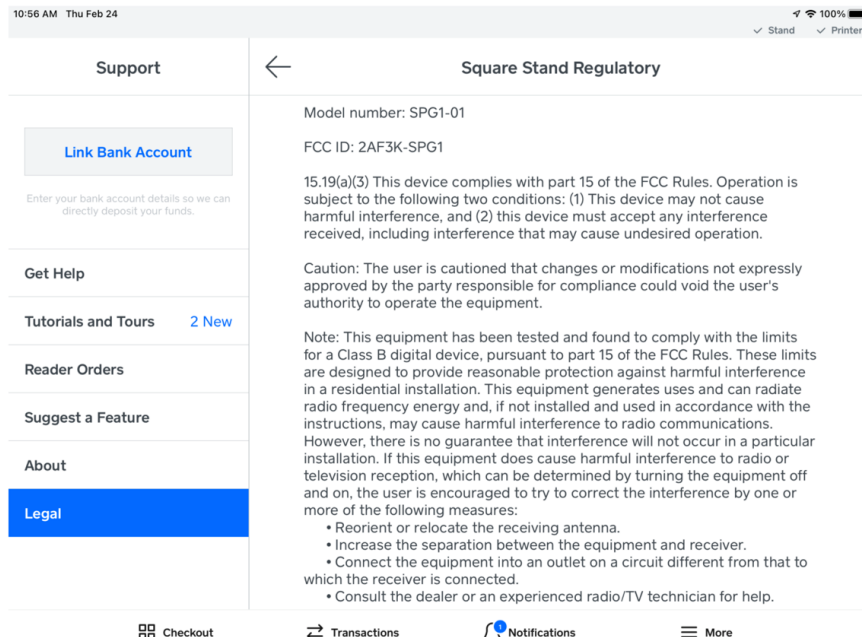 10:56 AM Thu Feb 24
100%
Stand
Printer
Support
Square Stand Regulatory
Link Bank Account
Enter your bank account details so we can
directly deposit your funds.
Get Help
Tutorials and Tours 2 New
Reader Orders
Suggest a Feature
About
Legal
Model number: SPG1-01
FCC ID: 2AF3K-SPG1
15.19(a)(3) This device complies with part 15 of the FCC Rules. Operation is
subject to the following two conditions: (1) This device may not cause
harmful interference, and (2) this device must accept any interference
received, including interference that may cause undesired operation.
Caution: The user is cautioned that changes or modifications not expressly
approved by the party responsible for compliance could void the user's
authority to operate the equipment.
Note: This equipment has been tested and found to comply with the limits
for a Class B digital device, pursuant to part 15 of the FCC Rules. These limits
are designed to provide reasonable protection against harmful interference
in a residential installation. This equipment generates uses and can radiate
radio frequency energy and, if not installed and used in accordance with the
instructions, may cause harmful interference to radio communications.
However, there is no guarantee that interference will not occur in a particular
installation. If this equipment does cause harmful interference to radio or
television reception, which can be determined by turning the equipment off
and on, the user is encouraged to try to correct the interference by one or
more of the following measures:
• Reorient or relocate the receiving antenna.
• Increase the separation between the equipment and receiver.
• Connect the equipment into an outlet on a circuit different from that to
which the receiver is connected.
• Consult the dealer or an experienced radio/TV technician for help.
Checkout
Transactions
1
Notifications
More